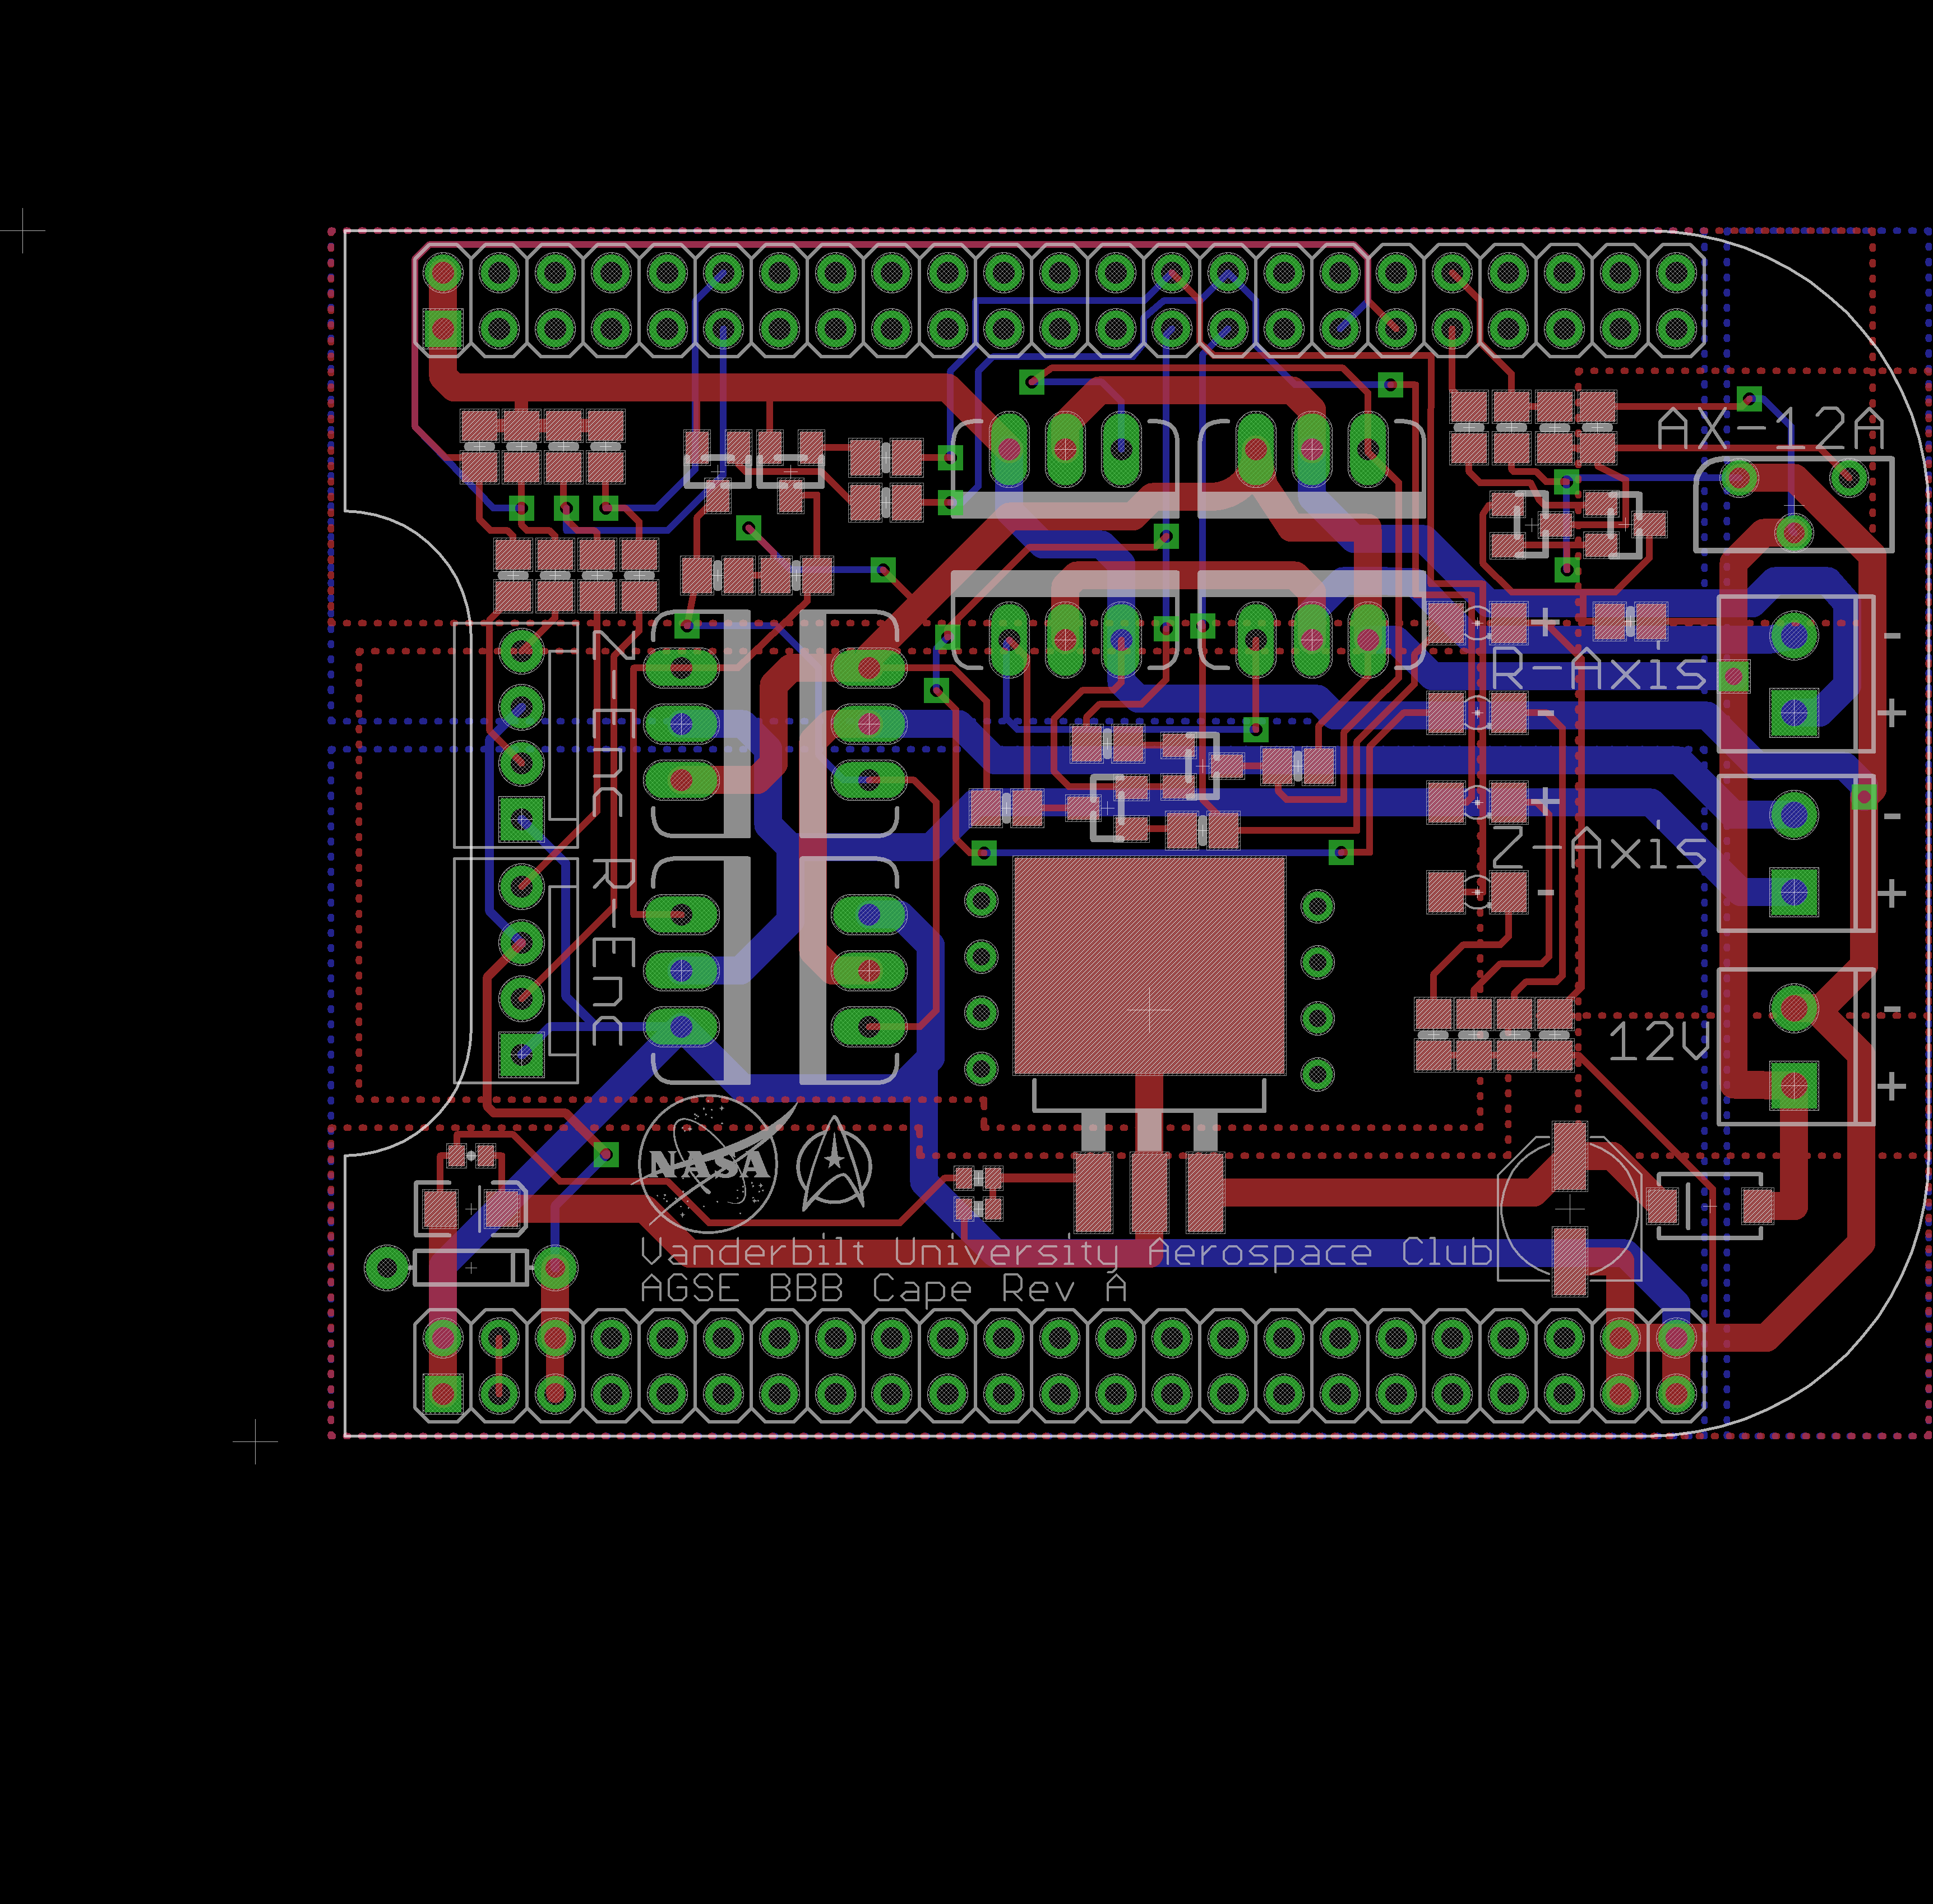 AX-12A
-
+
R-Axis
-
+
Z-Enc
+
-
Z-Axis
-
+
R-Enc
12V
-
+
NASA
Vanderbilt University Aerospace Club
AGSE BBB Cape Rev A